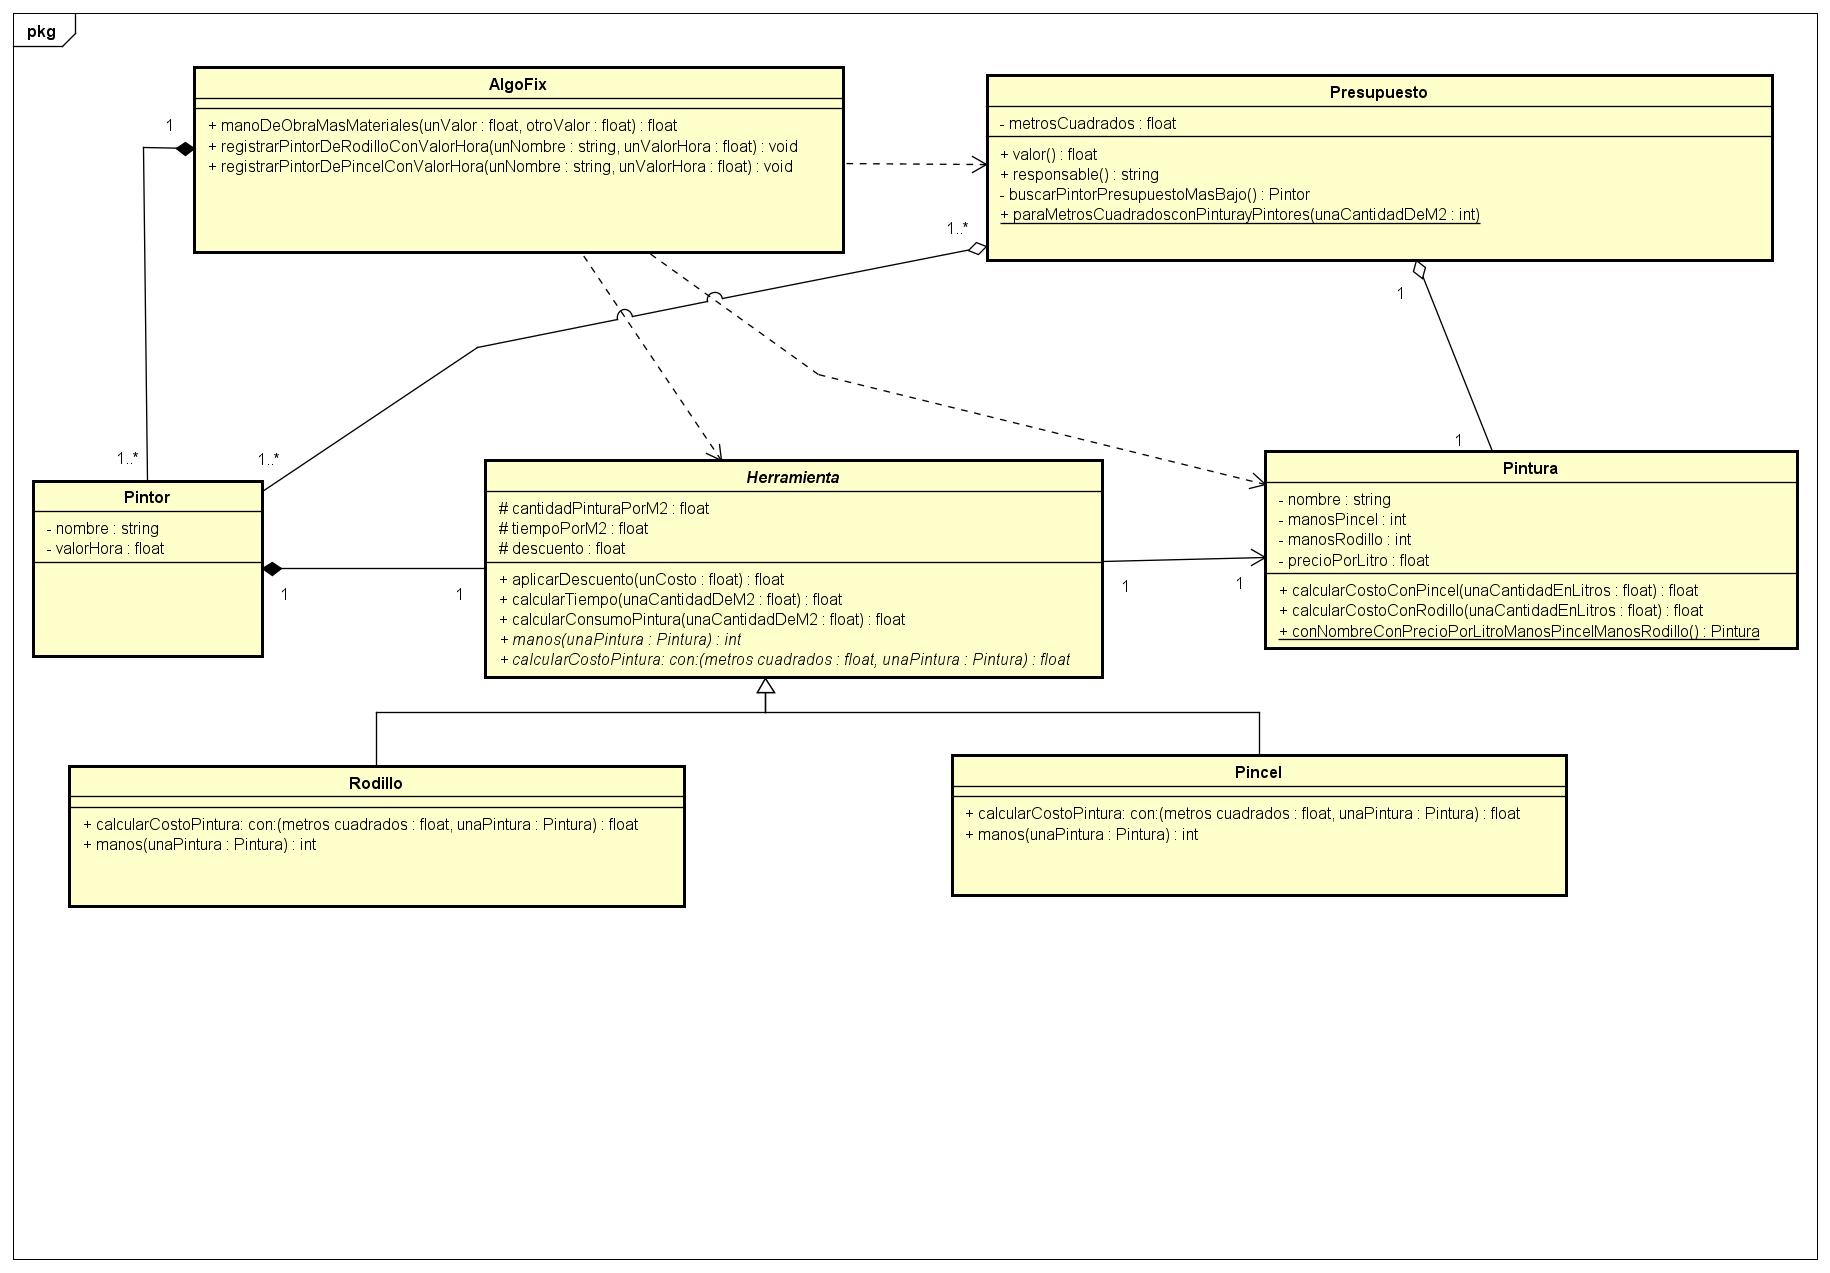 pkg
AlgoFix
+ manoDeObraMasMateriales(unValor : float, otroValor : float) : float
+ registrarPintorDeRodilloConValorHora(unNombre : string, unValorHora : float) : void
+ registrarPintorDePincelConValorHora(unNombre : string, unValorHora : float) : void
Presupuesto
- metrosCuadrados : float
+ valor() : float
+ responsable() : string
- buscarPintorPresupuestoMasBajo() : Pintor
+ paraMetrosCuadradosconPinturayPintores(unaCantidadDeM2 : int)
1
1..*
1
1..*
1..*
1
Pintor
- nombre : string
- valorHora : float
1
1
Herramienta
# cantidadPinturaPorM2 : float
# tiempoPorM2 : float
# descuento : float
+ aplicarDescuento(unCosto : float) : float
+ calcularTiempo(unaCantidadDeM2 : float) : float
+ calcularConsumoPintura(unaCantidadDeM2 : float) : float
+ manos(unaPintura : Pintura) : int
+ calcularCostoPintura: con:(metros cuadrados : float, unaPintura : Pintura) : float
1
1
Pintura
- nombre : string
- manosPincel : int
- manosRodillo : int
- precioPorLitro : float
+ calcularCostoConPincel(unaCantidadEnLitros : float) : float
+ calcularCostoConRodillo(unaCantidadEnLitros : float) : float
+ conNombreConPrecioPorLitroManosPincelManosRodillo() : Pintura
Rodillo
+ calcularCostoPintura: con:(metros cuadrados : float, unaPintura : Pintura) : float
+ manos(unaPintura : Pintura) : int
Pincel
+ calcularCostoPintura: con:(metros cuadrados : float, unaPintura : Pintura) : float
+ manos(unaPintura : Pintura) : int